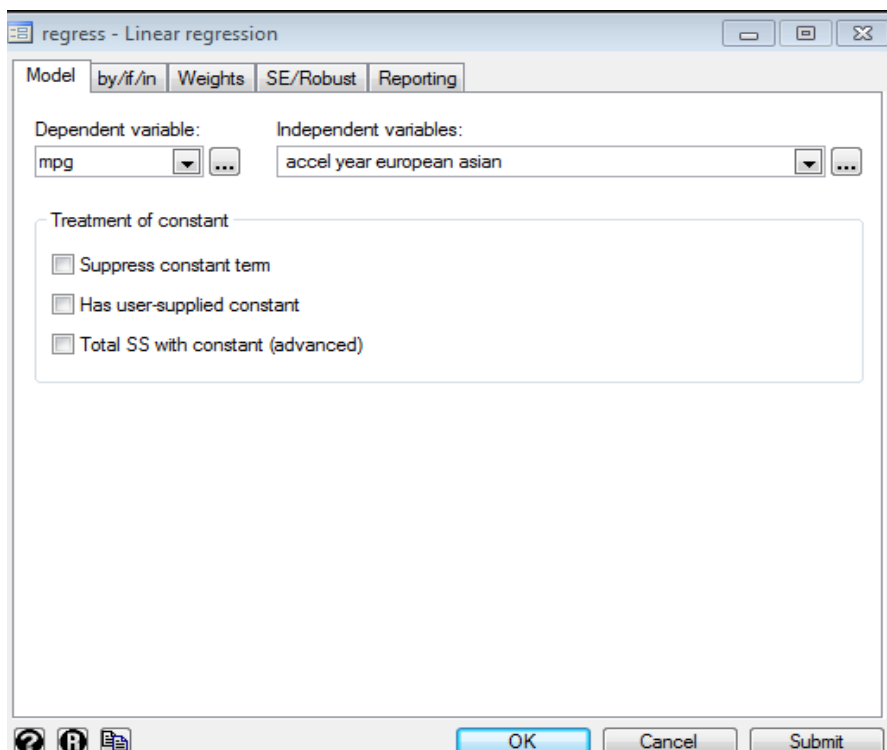 regress - Linear regression
Model by/if/in Weights SE/Robust Reporting
Dependent variable: Independent variables:
mpg ... accel year european asian ...
Treatment of constant
Suppress constant term
Has user-supplied constant
Total SS with constant (advanced)
? R OK Cancel Submit